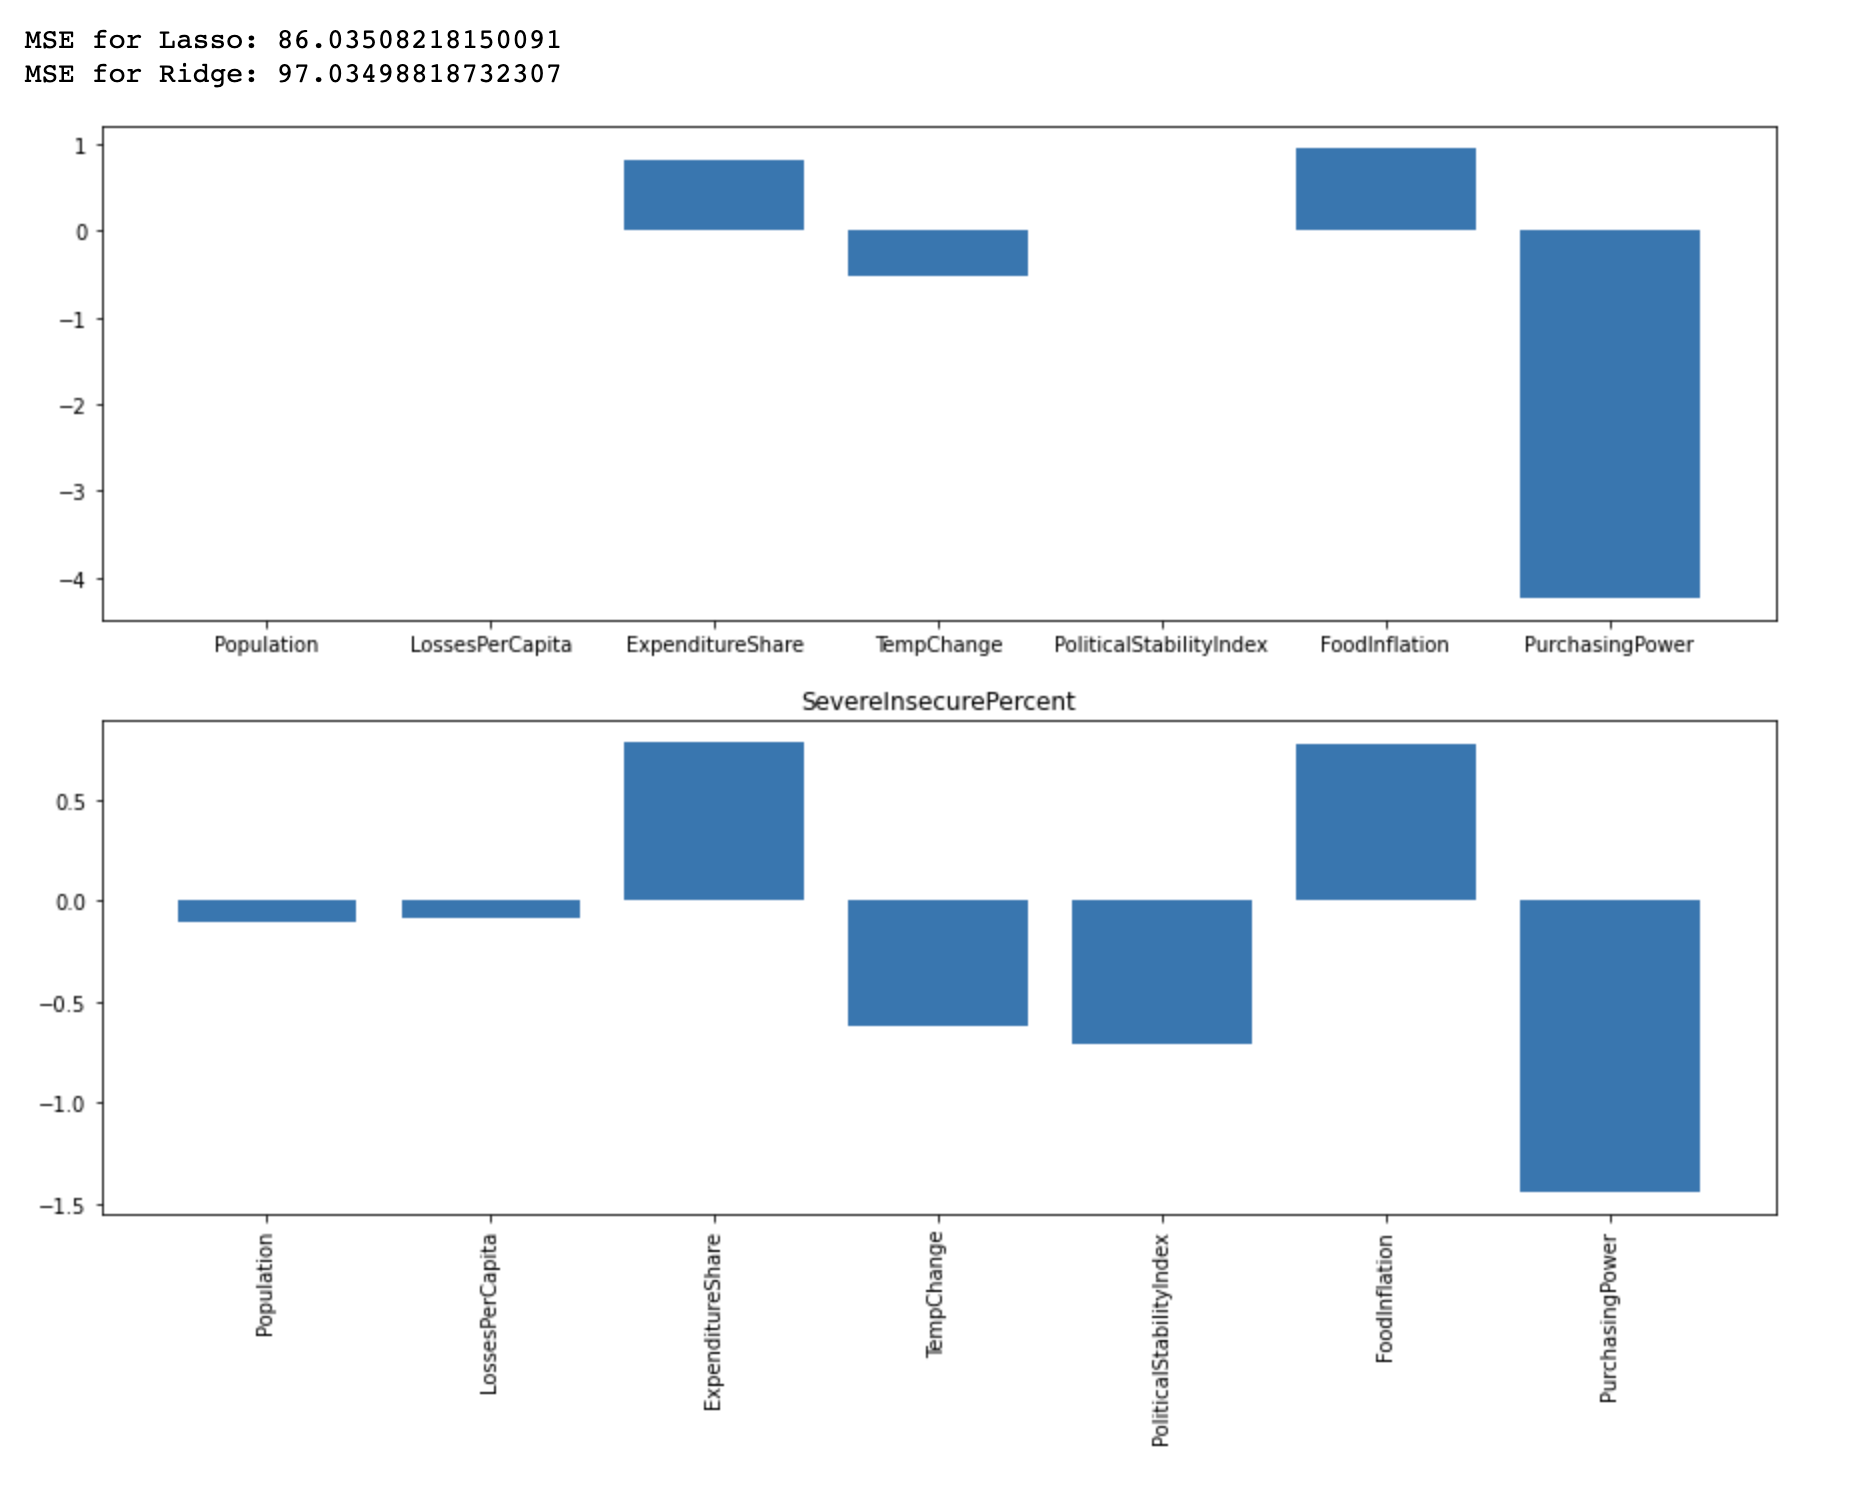 MSE for Lasso: 86.03508218150091
MSE for Ridge: 97.03498818732307
1
0
−1
−2
−3
−4
Population LossesPerCapita ExpenditureShare TempChange PoliticalStabilityIndex FoodInflation PurchasingPower
SevereInsecurePercent
0.5
0.0
−0.5
−1.0
−1.5
Population
LossesPerCapita
ExpenditureShare
TempChange
PoliticalStabilityIndex
FoodInflation
PurchasingPower